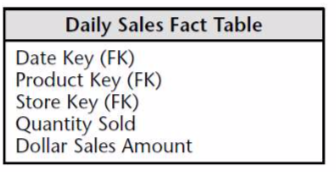 Daily Sales Fact Table
Date Key (FK)
Product Key (FK)
Store Key (FK)
Quantity Sold
Dollar Sales Amount